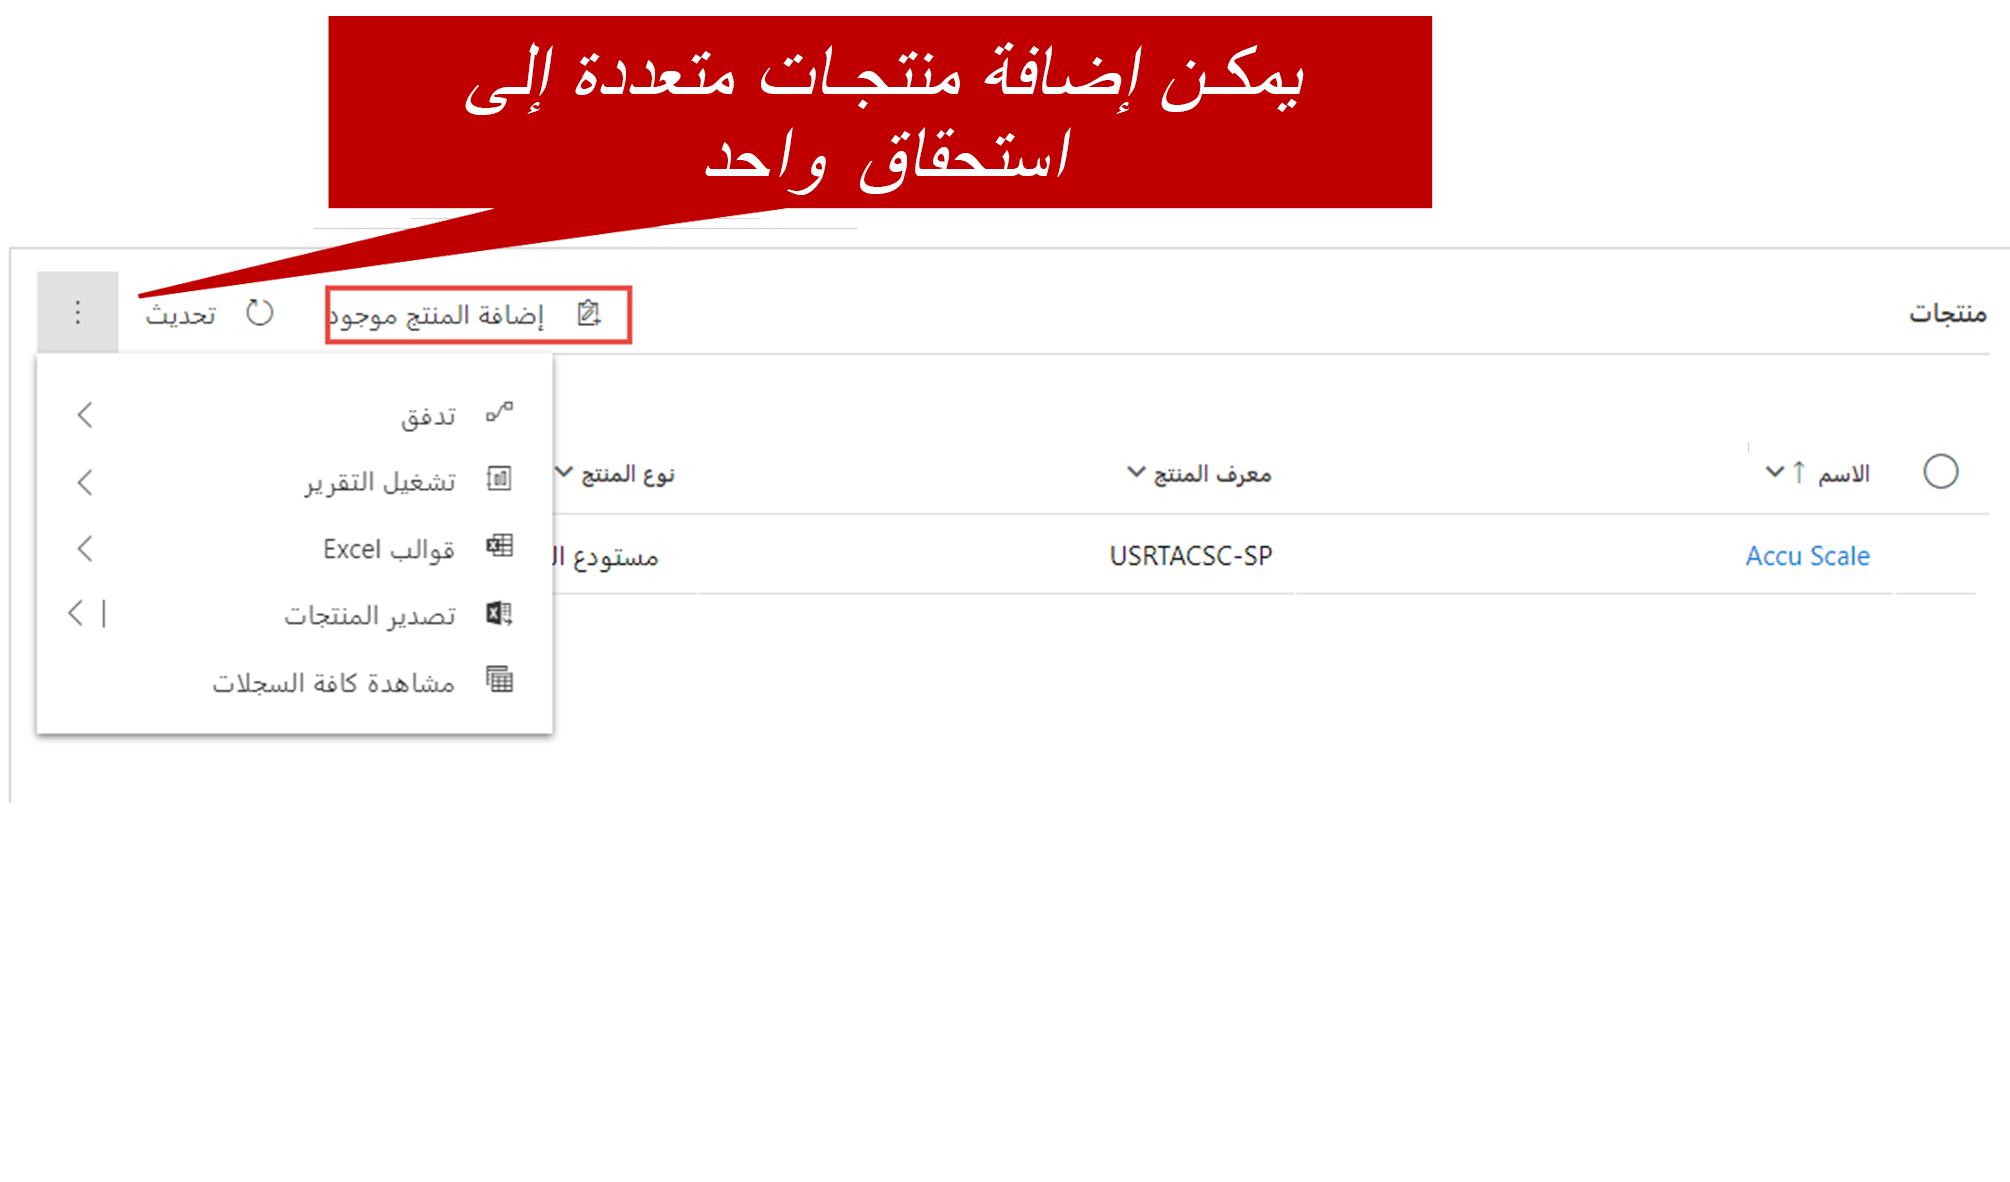 يمكن إضافة منتجات متعددة إلى
استحقاق واحد
منتجات
إضافة المنتج موجود
تحديث
الاسم
معرف المنتج
نوع المنتج
Accu Scale
USRTACSC-SP
مستودع
تدفق
تشغيل التقرير
قوالب Excel
تصدير المنتجات
مشاهدة كافة السجلات